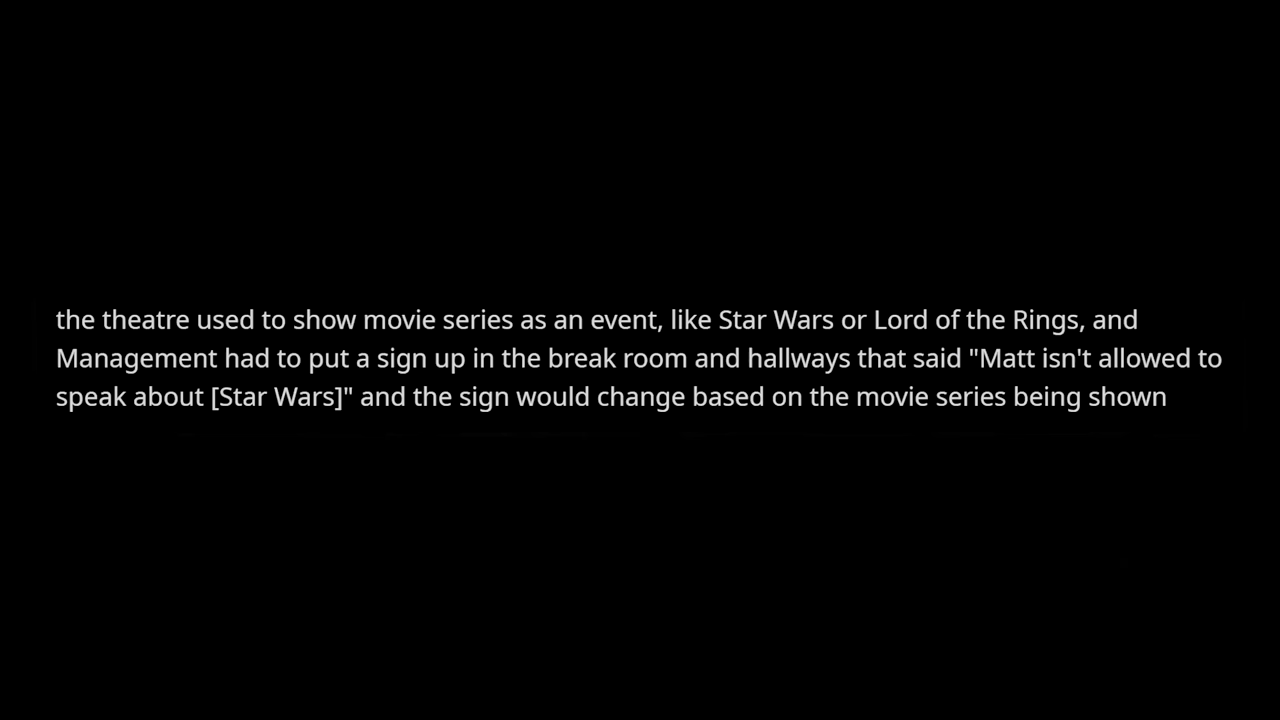 the theatre used to show movie series as an event, like Star Wars or Lord of the Rings, and
Management had to put a sign up in the break room and hallways that said "Matt isn't allowed to
speak about [Star Wars]" and the sign would change based on the movie series being shown